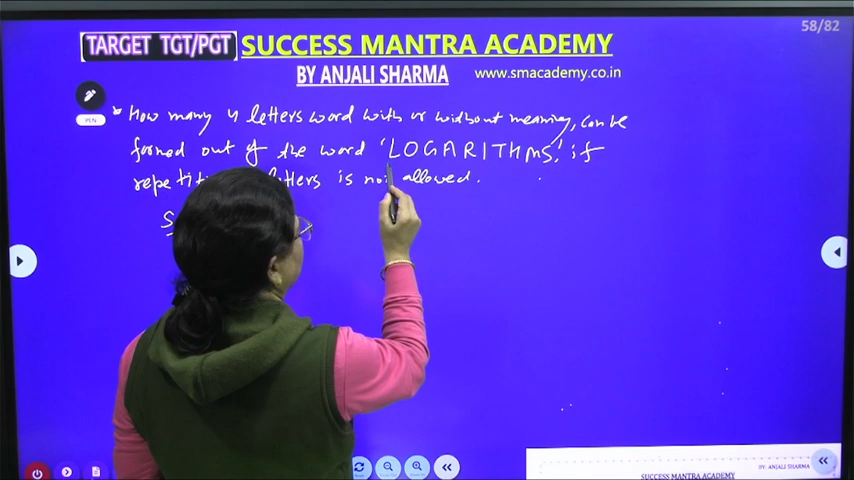 58/82
TARGET TGT/PGT SUCCESS MANTRA ACADEMY
BY ANJALI SHARMA www.smacademy.co.in
PEN
* How many 4 letters word with or without meaning, can be
formed out of the word 'LOGARITHMS', if
is not allowed.
BY: ANJALI SHARMA
SUCCESS MANTRA ACADEMY